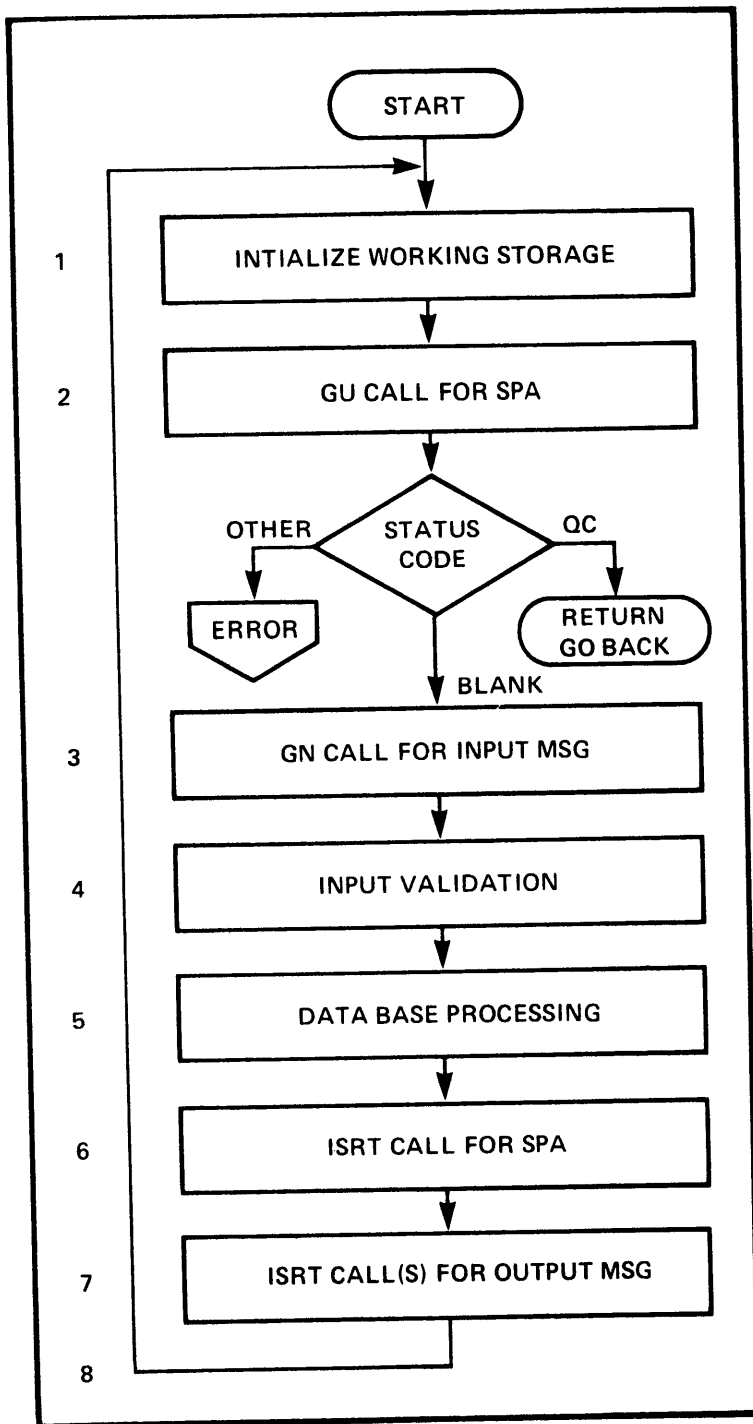 START
1
INTIALIZE WORKING STORAGE
2
GU CALL FOR SPA
OTHER
STATUS
CODE
QC
ERROR
RETURN
GO BACK
BLANK
3
GN CALL FOR INPUT MSG
4
INPUT VALIDATION
5
DATA BASE PROCESSING
6
ISRT CALL FOR SPA
7
ISRT CALL(S) FOR OUTPUT MSG
8